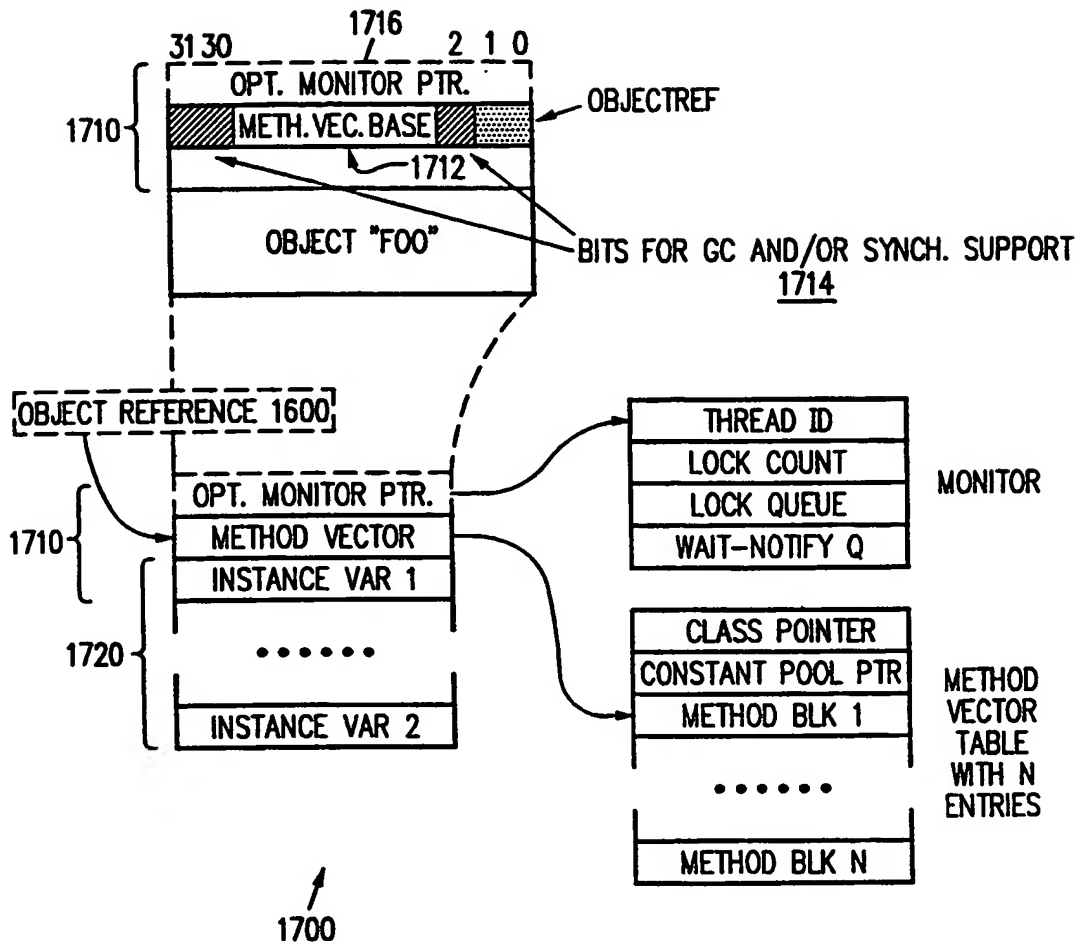 1716
31 30 2 1 0
OPT. MONITOR PTR.
1710
METH. VEC. BASE
OBJECTREF
1712
OBJECT "FOO"
BITS FOR GC AND/OR SYNCH. SUPPORT
1714
OBJECT REFERENCE 1600
OPT. MONITOR PTR.
1710
METHOD VECTOR
INSTANCE VAR 1
1720
• • • • • •
INSTANCE VAR 2
THREAD ID
LOCK COUNT
LOCK QUEUE
WAIT-NOTIFY Q
MONITOR
CLASS POINTER
CONSTANT POOL PTR
METHOD BLK 1
• • • • • •
METHOD BLK N
METHOD
VECTOR
TABLE
WITH N
ENTRIES
1700